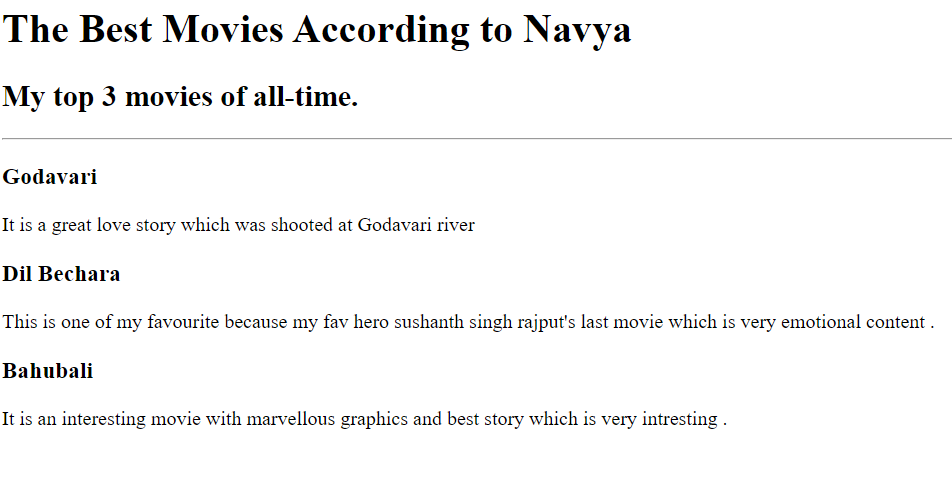 The Best Movies According to Navya
My top 3 movies of all-time.
Godavari
It is a great love story which was shooted at Godavari river
Dil Bechara
This is one of my favourite because my fav hero sushanth singh rajput's last movie which is very emotional content .
Bahubali
It is an interesting movie with marvellous graphics and best story which is very intresting .